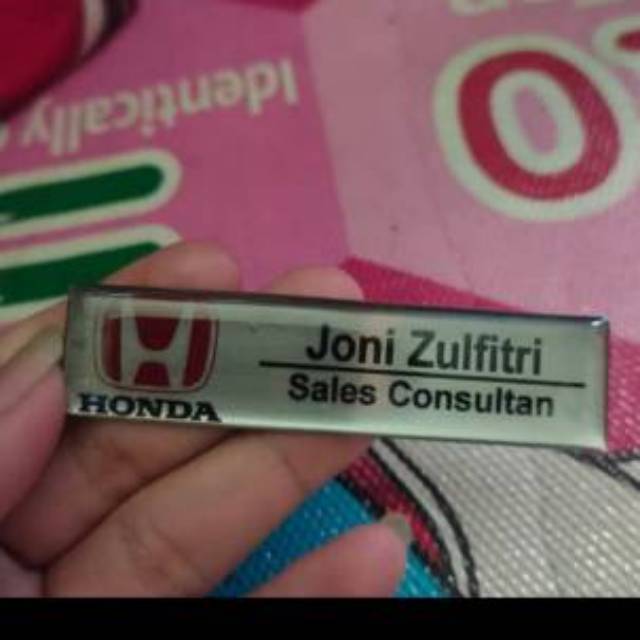 Identically
HONDA
Joni Zulfitri
Sales Consultan